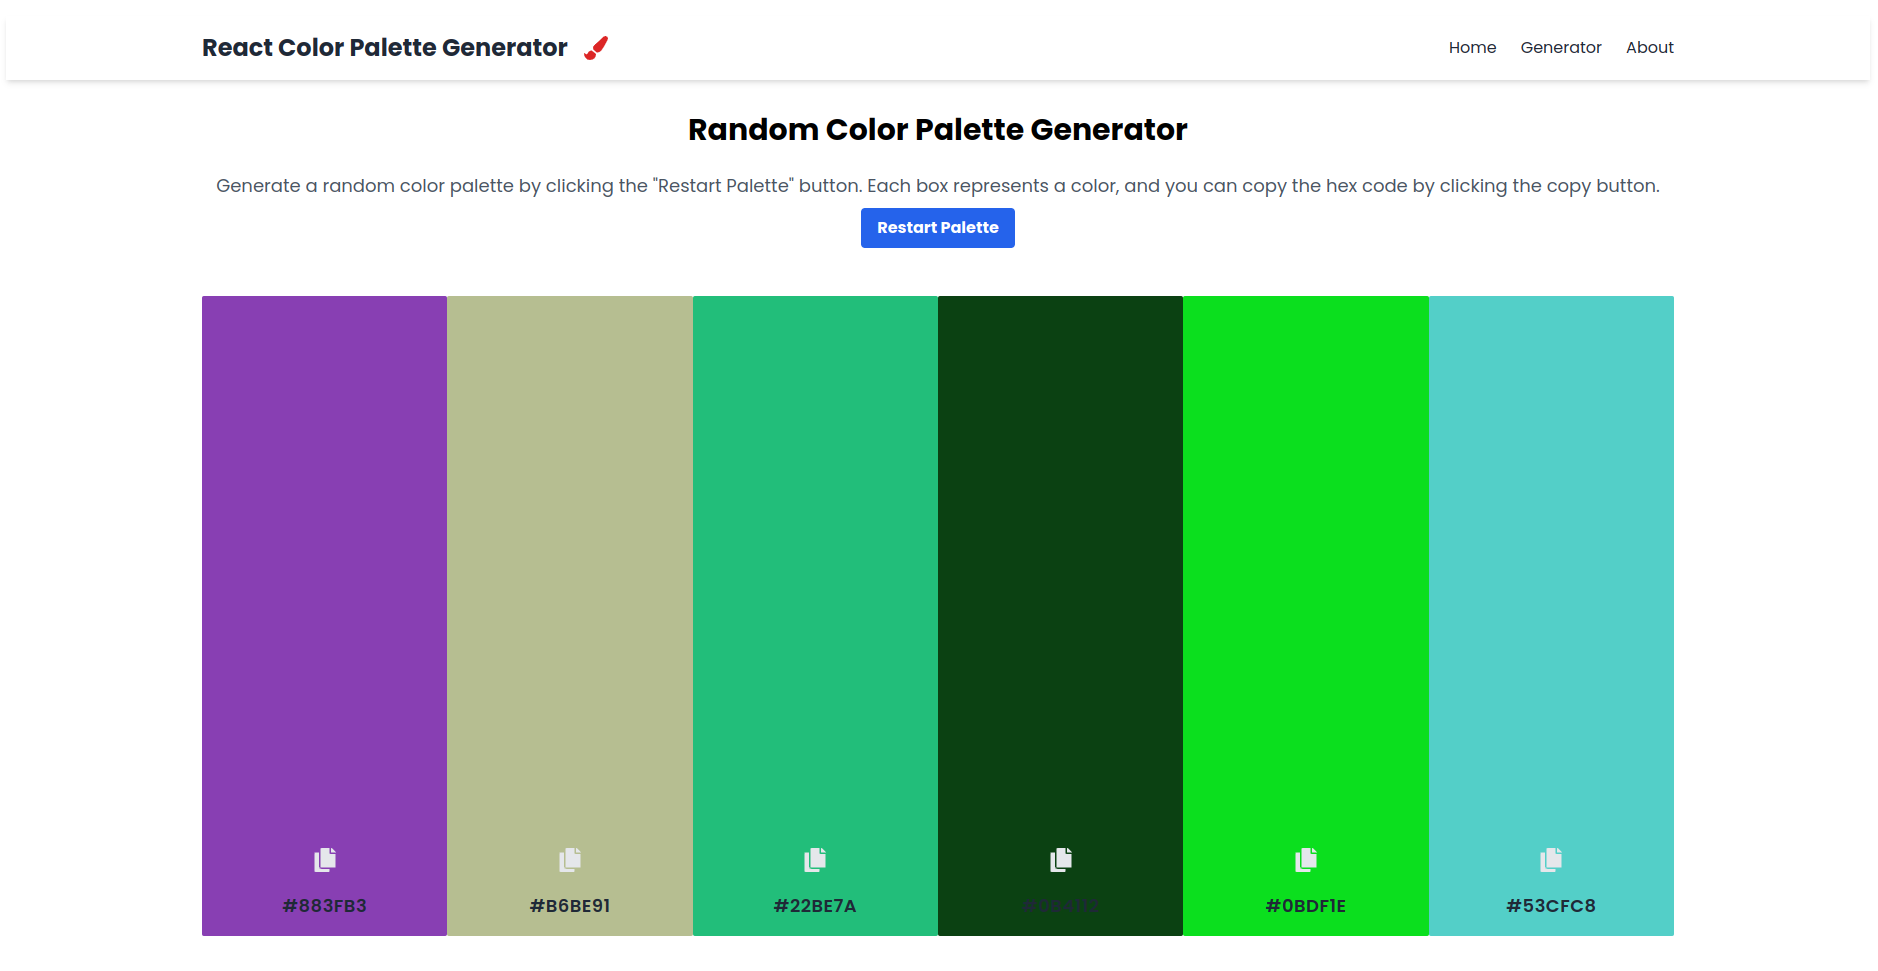 React Color Palette Generator
Home Generator About
Random Color Palette Generator
Generate a random color palette by clicking the "Restart Palette" button. Each box represents a color, and you can copy the hex code by clicking the copy button.
Restart Palette
#883FB3 #B6BE91 #22BE7A #0BDF1E #53CFC8